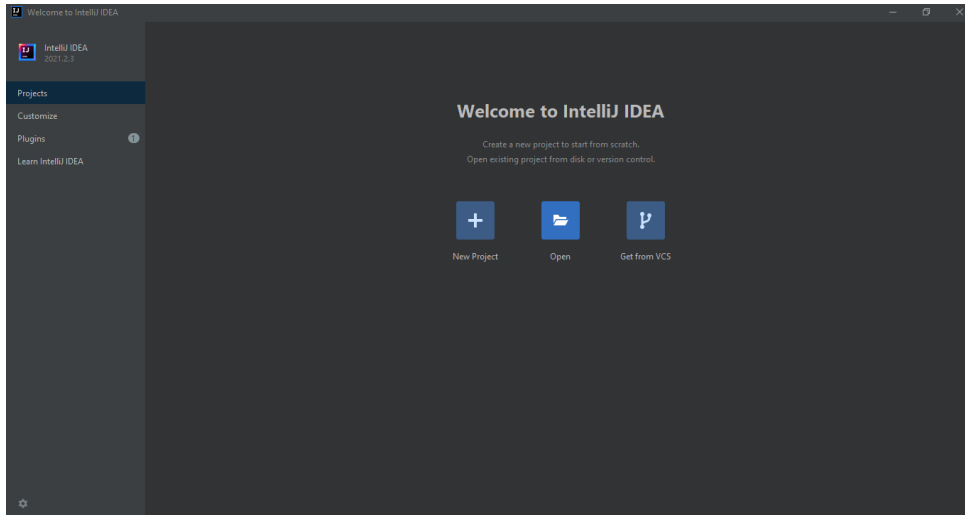 Welcome to IntelliJ IDEA
IntelliJ IDEA
2021.2.3
Projects
Customize
Plugins 1
Learn IntelliJ IDEA
Welcome to IntelliJ IDEA
Create a new project to start from scratch.
Open existing project from disk or version control.
New Project Open Get from VCS